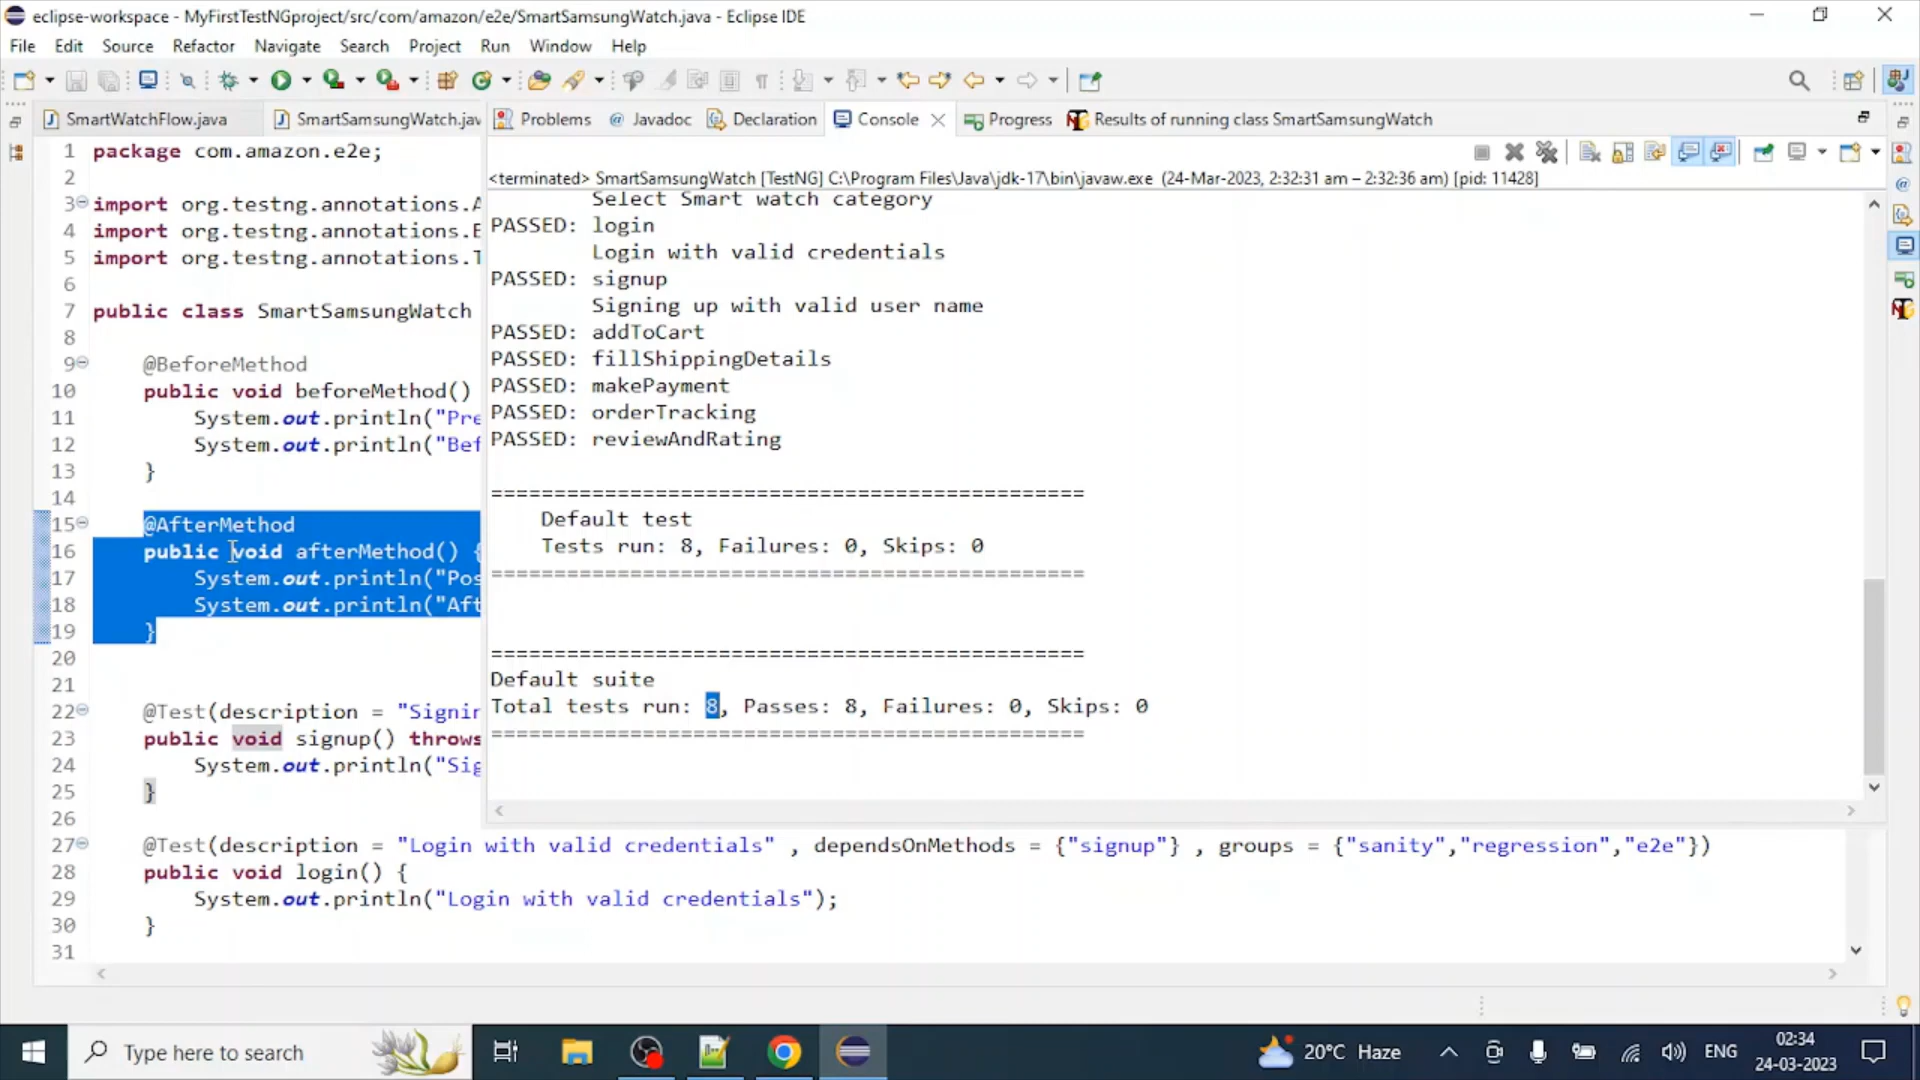 eclipse-workspace - MyFirstTestNGproject/src/com/amazon/e2e/SmartSamsungWatch.java - Eclipse IDE
File Edit Source Refactor Navigate Search Project Run Window Help
SmartWatchFlow.java SmartSamsungWatch.jav Problems @ Javadoc Declaration Console Progress Results of running class SmartSamsungWatch
<terminated> SmartSamsungWatch [TestNG] C:\Program Files\Java\jdk-17\bin\javaw.exe (24-Mar-2023, 2:32:31 am – 2:32:36 am) [pid: 11428]
Select Smart watch category
PASSED: login
Login with valid credentials
PASSED: signup
Signing up with valid user name
PASSED: addToCart
PASSED: fillShippingDetails
PASSED: makePayment
PASSED: orderTracking
PASSED: reviewAndRating
===============================================
Default test
Tests run: 8, Failures: 0, Skips: 0
===============================================
===============================================
Default suite
Total tests run: 8, Passes: 8, Failures: 0, Skips: 0
===============================================
1 package com.amazon.e2e;
2
3 import org.testng.annotations.A
4 import org.testng.annotations.B
5 import org.testng.annotations.T
6
7 public class SmartSamsungWatch
8
9 @BeforeMethod
10 public void beforeMethod()
11 System.out.println("Pre
12 System.out.println("Bef
13 }
14
15 @AfterMethod
16 public void afterMethod() {
17 System.out.println("Pos
18 System.out.println("Aft
19 }
20
21
22 @Test(description = "Signin
23 public void signup() throws
24 System.out.println("Sig
25 }
26
27 @Test(description = "Login with valid credentials" , dependsOnMethods = {"signup"} , groups = {"sanity","regression","e2e"})
28 public void login() {
29 System.out.println("Login with valid credentials");
30 }
31
Type here to search
20°C Haze
ENG
02:34
24-03-2023